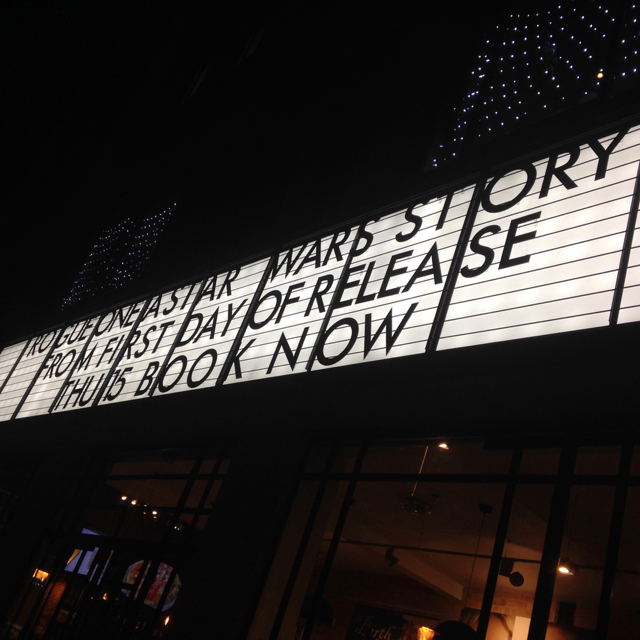 ROGUE ONE A STAR WARS STORY
FROM FIRST DAY OF RELEASE
THU 15 BOOK NOW